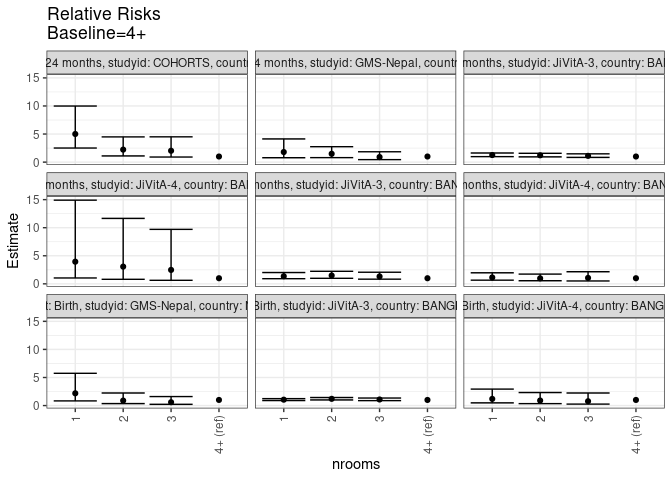 Relative Risks
Baseline=4+
24 months, studyid: COHORTS, count
4 months, studyid: GMS-Nepal, countr
months, studyid: JiVitA-3, country: BAN
months, studyid: JiVitA-4, country: BAN
months, studyid: JiVitA-3, country: BANG
months, studyid: JiVitA-4, country: BANG
t: Birth, studyid: GMS-Nepal, country: N
Birth, studyid: JiVitA-3, country: BANGL
Birth, studyid: JiVitA-4, country: BANGL
15
10
5
0
15
10
5
0
15
10
5
0
Estimate
1
2
3
4+ (ref)
1
2
3
4+ (ref)
1
2
3
4+ (ref)
nrooms